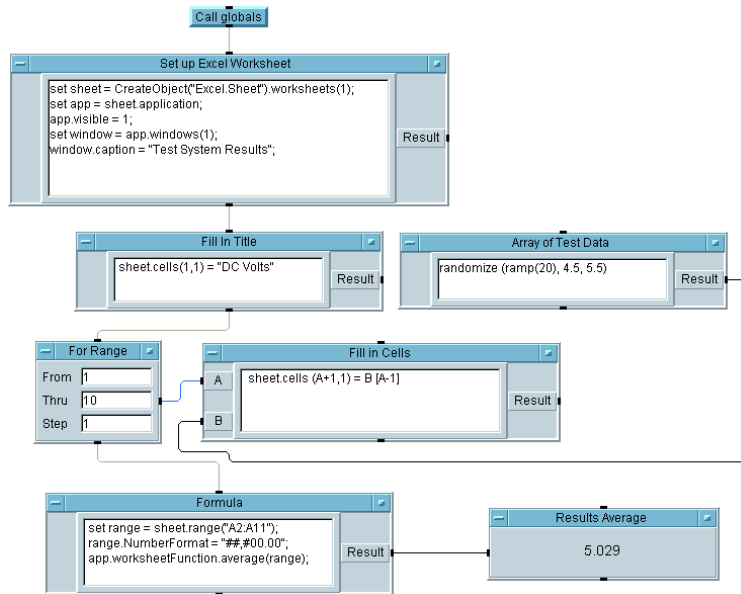 Call globals
Set up Excel Worksheet
set sheet = CreateObject("Excel.Sheet").worksheets(1);
set app = sheet.application;
app.visible = 1;
set window = app.windows(1);
window.caption = "Test System Results";
Result
Fill In Title
sheet.cells(1,1) = "DC Volts"
Result
Array of Test Data
randomize (ramp(20), 4.5, 5.5)
Result
For Range
From 1
Thru 10
Step 1
Fill in Cells
A
sheet.cells (A+1,1) = B [A-1]
B
Result
Formula
set range = sheet.range("A2:A11");
range.NumberFormat = "##,#00.00";
app.worksheetFunction.average(range);
Result
Results Average
5.029